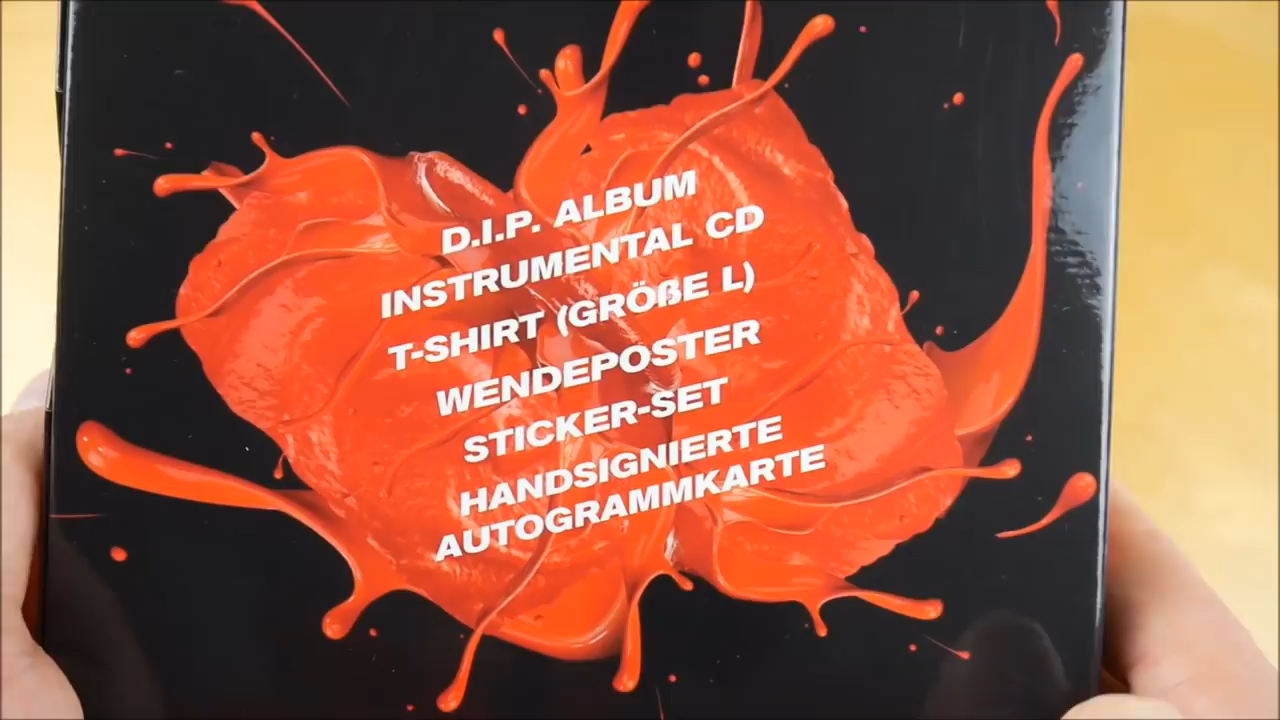 D.I.P. ALBUM
INSTRUMENTAL CD
T-SHIRT (GRÖßE L)
WENDEPOSTER
STICKER-SET
HANDSIGNIERTE
AUTOGRAMMKARTE